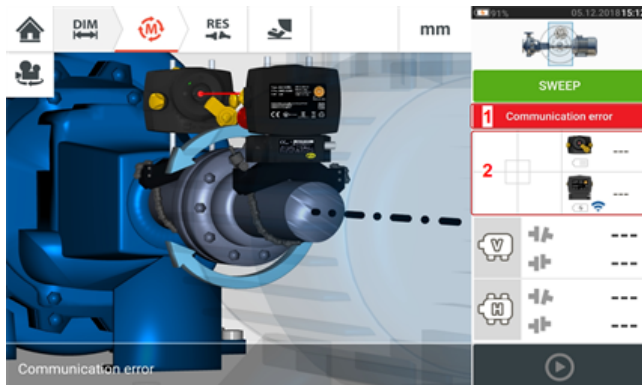 DIM
M
RES
mm
91%
05.12.2018 15:12
SWEEP
1 Communication error
2
---
---
V
---
---
H
---
---
Communication error